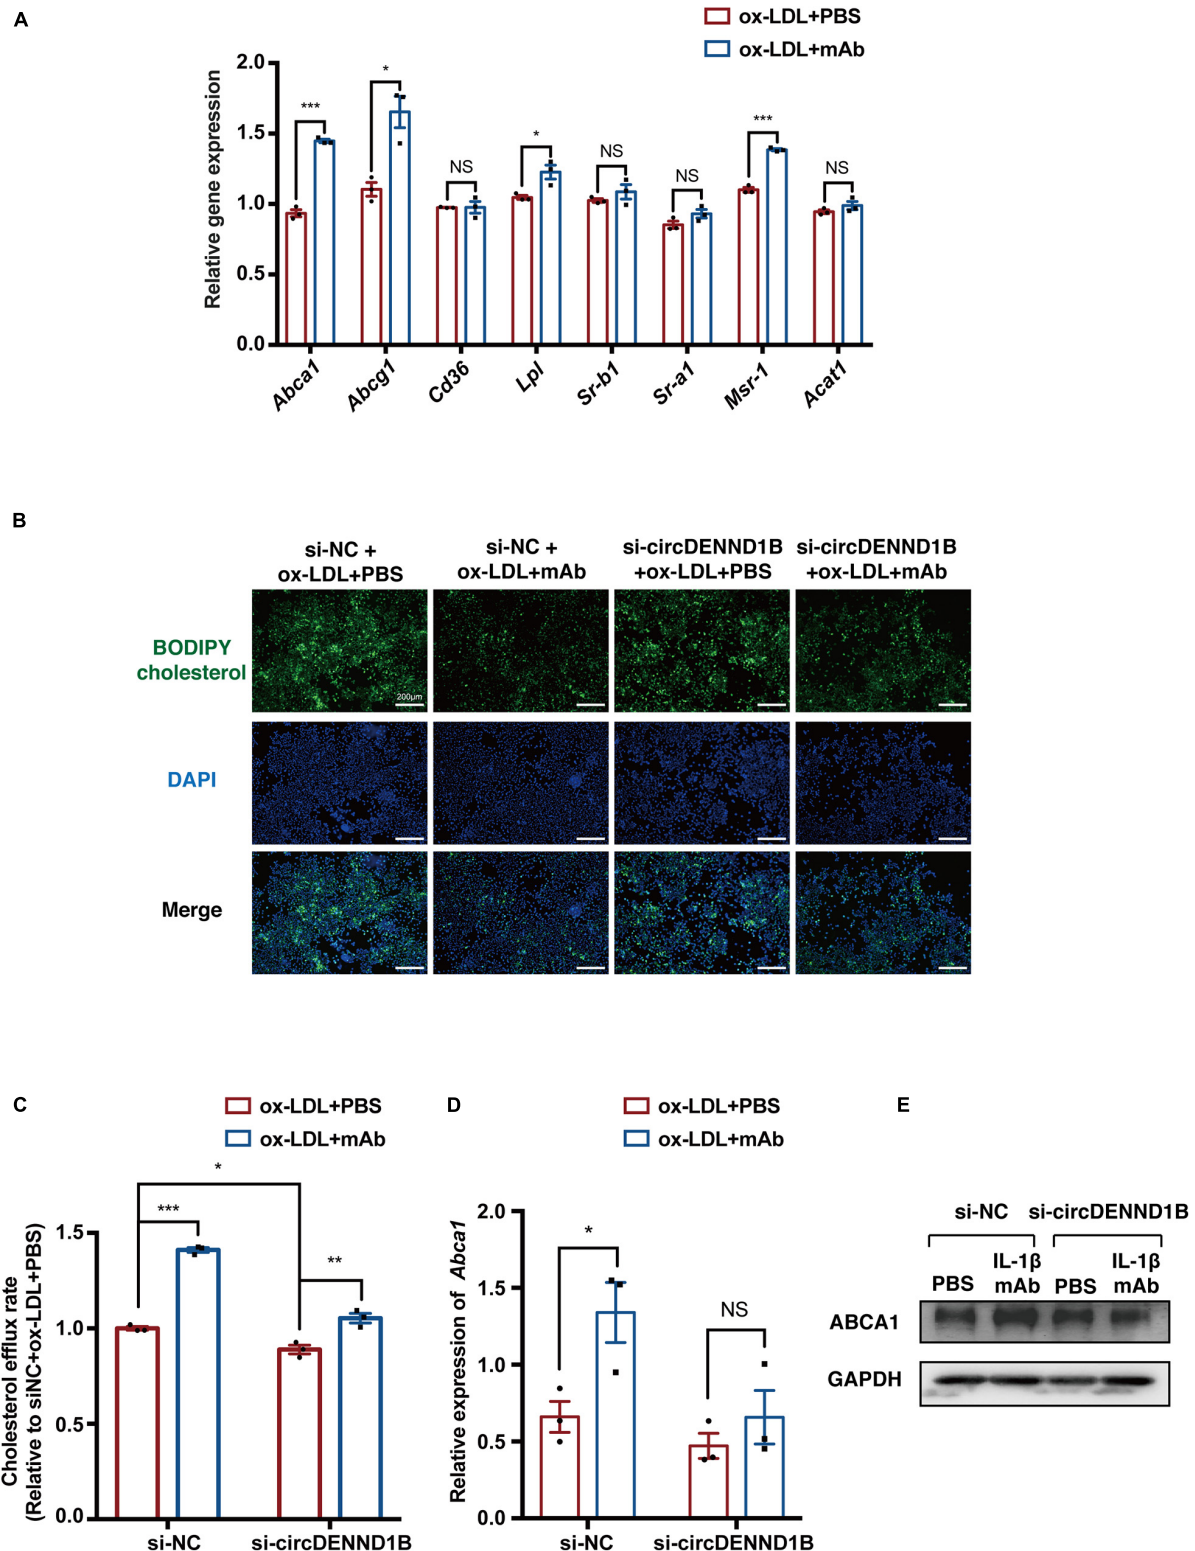 A
ox-LDL+PBS
ox-LDL+mAb
Relative gene expression
2.0
1.5
1.0
0.5
0.0
***
*
NS
*
NS
NS
***
NS
Abca1
Abcg1
Cd36
Lpl
Sr-b1
Sr-a1
Msr-1
Acat1
B
si-NC +
ox-LDL+PBS
si-NC +
ox-LDL+mAb
si-circDENND1B
+ox-LDL+PBS
si-circDENND1B
+ox-LDL+mAb
BODIPY
cholesterol
200μm
DAPI
Merge
C
ox-LDL+PBS
ox-LDL+mAb
Cholesterol efflux rate
(Relative to siNC+ox-LDL+PBS)
1.5
1.0
0.5
0.0
*
***
**
si-NC
si-circDENND1B
D
ox-LDL+PBS
ox-LDL+mAb
Relative expression of Abca1
2.0
1.5
1.0
0.5
0.0
*
NS
si-NC
si-circDENND1B
E
si-NC
si-circDENND1B
PBS
IL-1β
mAb
PBS
IL-1β
mAb
ABCA1
GAPDH